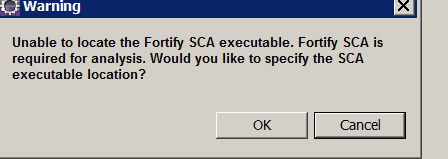 Warning
Unable to locate the Fortify SCA executable. Fortify SCA is
required for analysis. Would you like to specify the SCA
executable location?
OK
Cancel